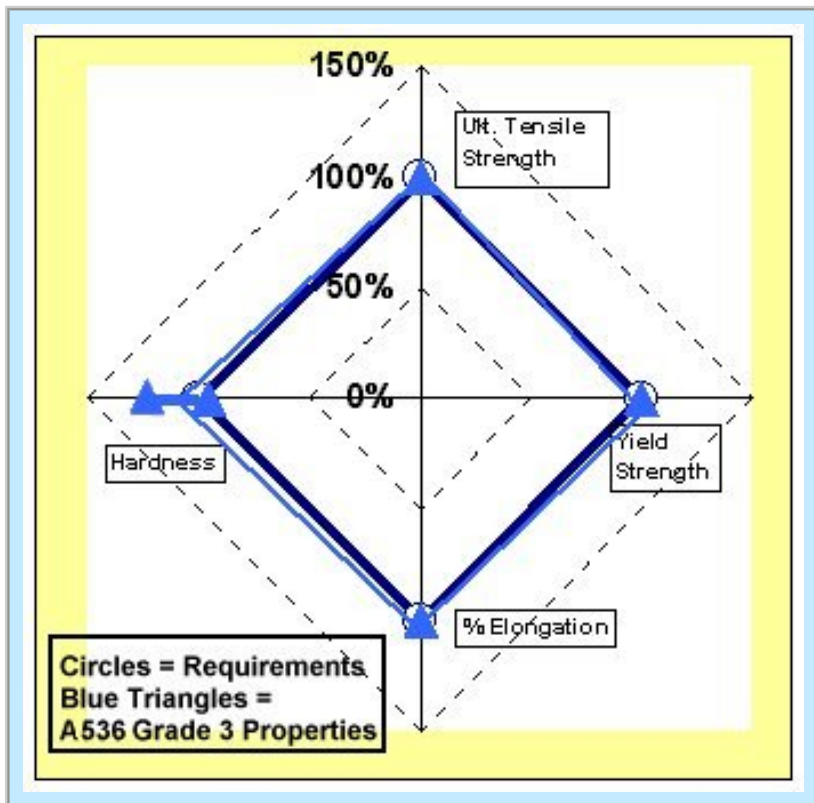 150%
Ult. Tensile
Strength
100%
50%
0%
Hardness
Yield
Strength
% Elongation
Circles = Requirements
Blue Triangles =
A536 Grade 3 Properties